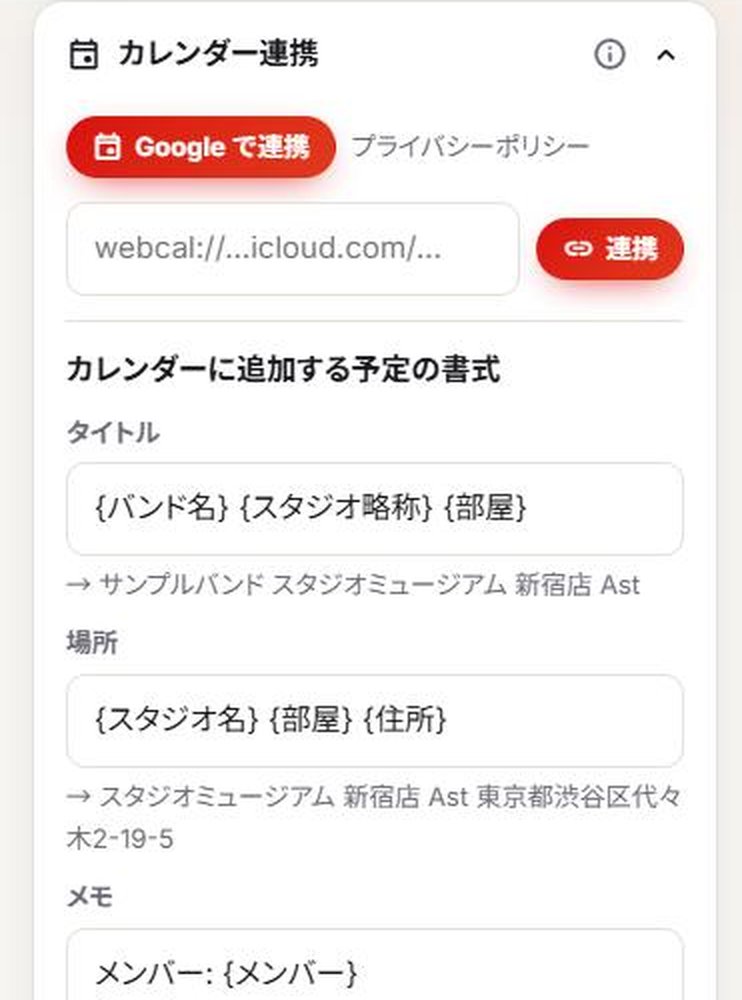 カレンダー連携
Google で連携 プライバシーポリシー
webcal://...icloud.com/...
連携
カレンダーに追加する予定の書式
タイトル
{バンド名} {スタジオ略称} {部屋}
→ サンプルバンド スタジオミュージアム 新宿店 Ast
場所
{スタジオ名} {部屋} {住所}
→ スタジオミュージアム 新宿店 Ast 東京都渋谷区代々
木2-19-5
メモ
メンバー: {メンバー}